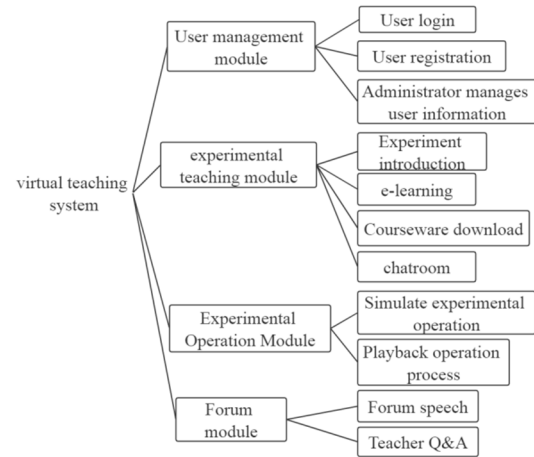 virtual teaching
system
User management
module
User login
User registration
Administrator manages
user information
experimental
teaching module
Experiment
introduction
e-learning
Courseware download
chatroom
Experimental
Operation Module
Simulate experimental
operation
Playback operation
process
Forum
module
Forum speech
Teacher Q&A